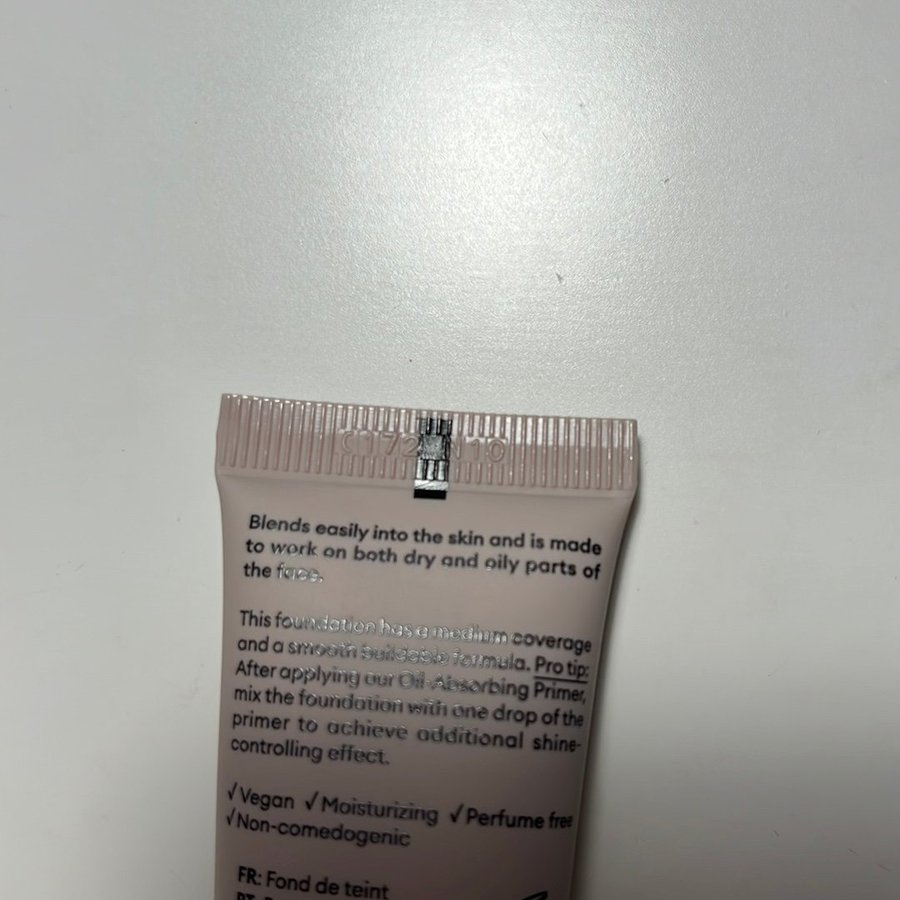 Blends easily into the skin and is made
to work on both dry and oily parts of
the face.
This foundation has a medium coverage
and a smooth buildable formula. Pro tip:
After applying our Oil-Absorbing Primer,
mix the foundation with one drop of the
primer to achieve additional shine-
controlling effect.
√Vegan √Moisturizing √Perfume free
√Non-comedogenic
FR: Fond de teint